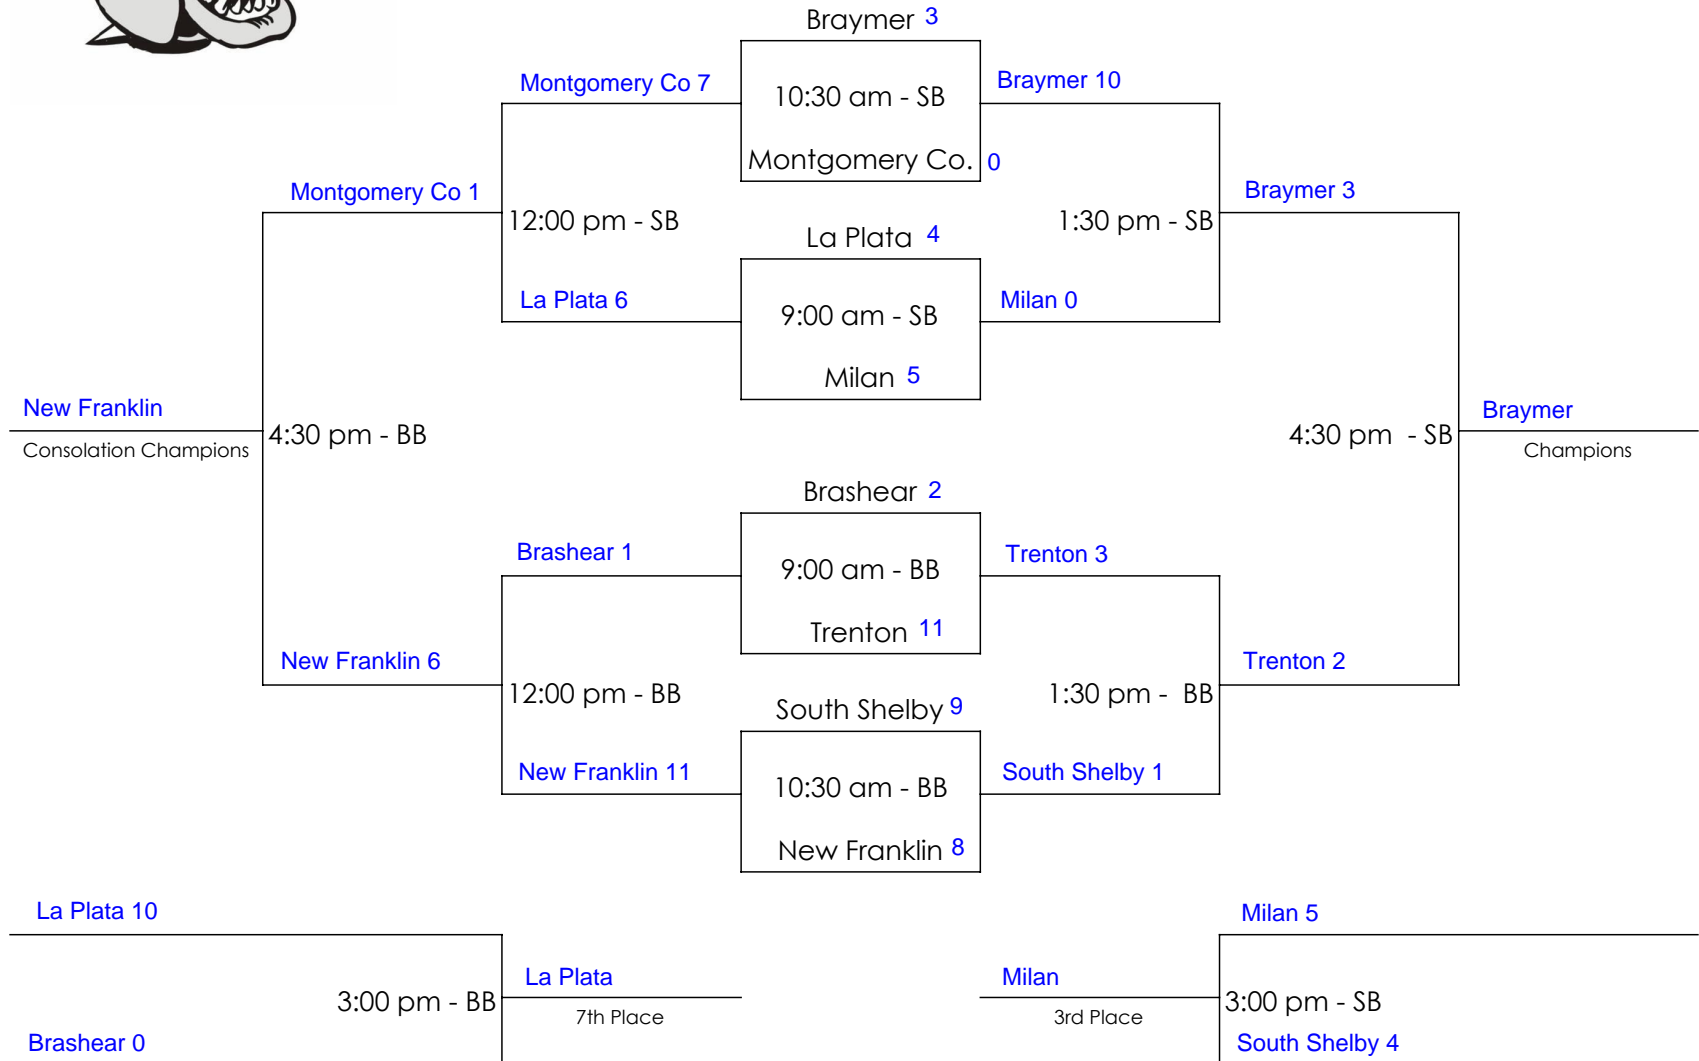 Braymer 3
Montgomery Co 7
10:30 am - SB
Braymer 10
Montgomery Co. 0
Montgomery Co 1
Braymer 3
12:00 pm - SB
La Plata 4
1:30 pm - SB
La Plata 6
9:00 am - SB
Milan 0
Milan 5
New Franklin
Consolation Champions
4:30 pm - BB
4:30 pm - SB
Braymer
Champions
Brashear 2
Brashear 1
9:00 am - BB
Trenton 3
Trenton 11
New Franklin 6
Trenton 2
12:00 pm - BB
South Shelby 9
1:30 pm - BB
New Franklin 11
10:30 am - BB
South Shelby 1
New Franklin 8
La Plata 10
Milan 5
La Plata
Milan
3:00 pm - BB
7th Place
3rd Place
3:00 pm - SB
Brashear 0
South Shelby 4